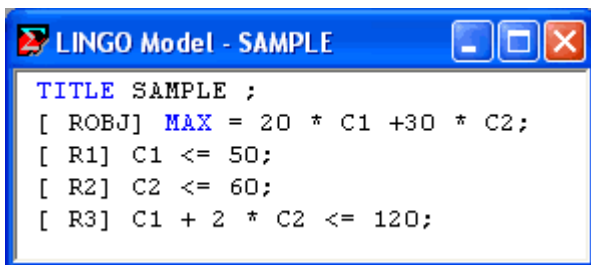 LINGO Model - SAMPLE
TITLE SAMPLE ;
[ ROBJ] MAX = 20 * C1 +30 * C2;
[ R1] C1 <= 50;
[ R2] C2 <= 60;
[ R3] C1 + 2 * C2 <= 120;